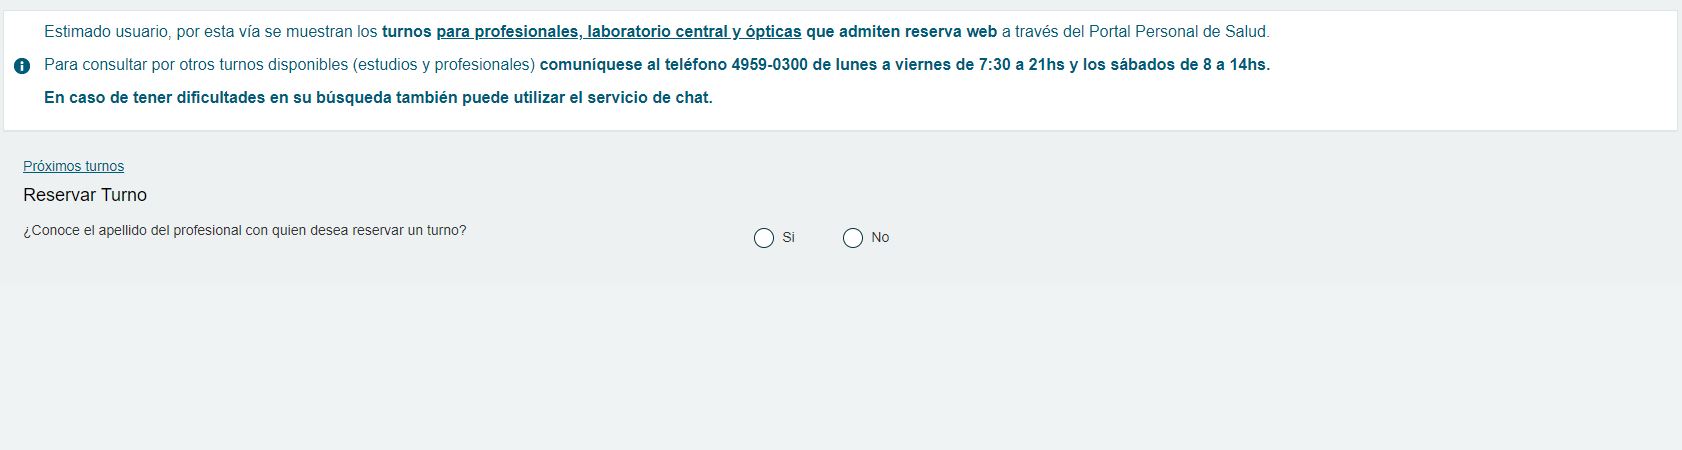 Estimado usuario, por esta vía se muestran los turnos para profesionales, laboratorio central y ópticas que admiten reserva web a través del Portal Personal de Salud.
Para consultar por otros turnos disponibles (estudios y profesionales) comuníquese al teléfono 4959-0300 de lunes a viernes de 7:30 a 21hs y los sábados de 8 a 14hs.
En caso de tener dificultades en su búsqueda también puede utilizar el servicio de chat.
Próximos turnos
Reservar Turno
¿Conoce el apellido del profesional con quien desea reservar un turno? Si No